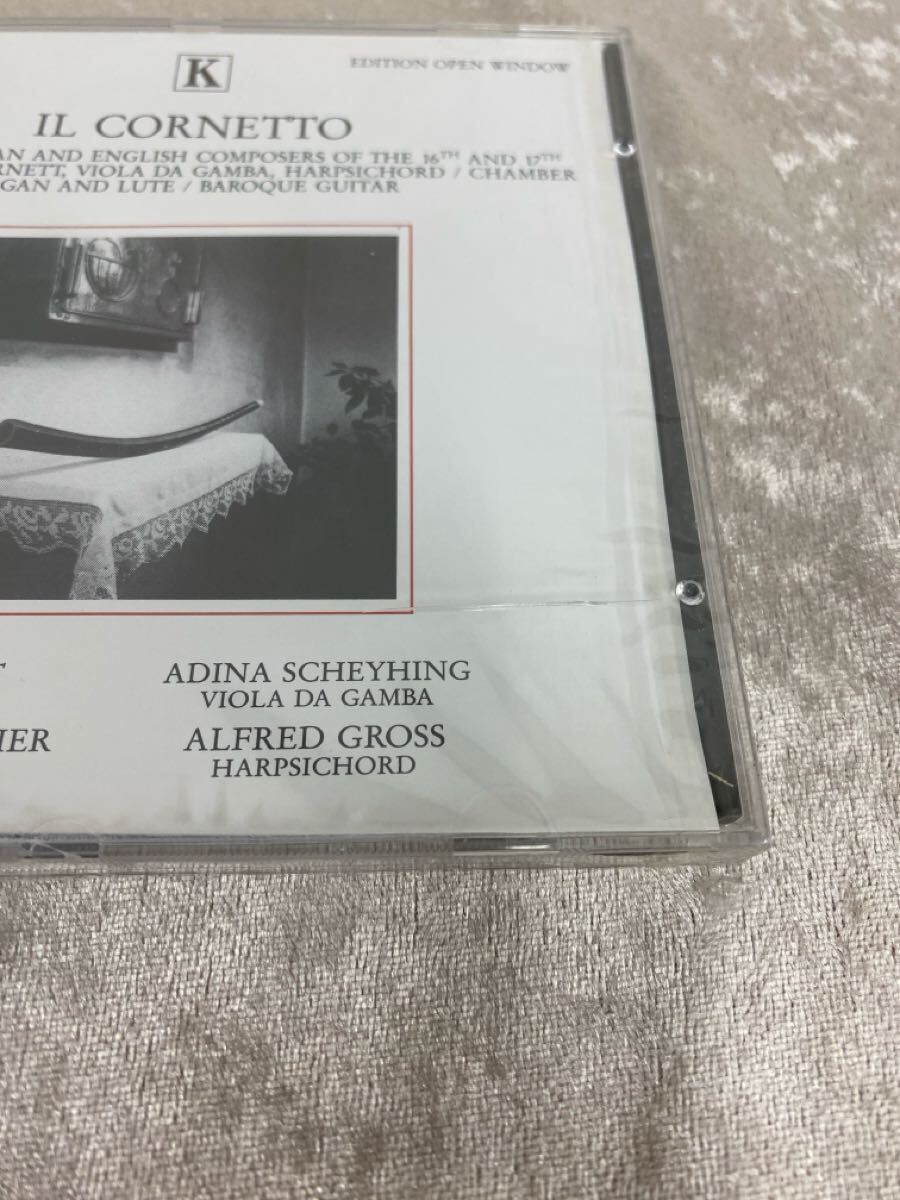 K
EDITION OPEN WINDOW
IL CORNETTO
AN AND ENGLISH COMPOSERS OF THE 16TH AND 17TH
RNETT, VIOLA DA GAMBA, HARPSICHORD / CHAMBER
GAN AND LUTE / BAROQUE GUITAR
T
ADINA SCHEYHING
VIOLA DA GAMBA
HER
ALFRED GROSS
HARPSICHORD